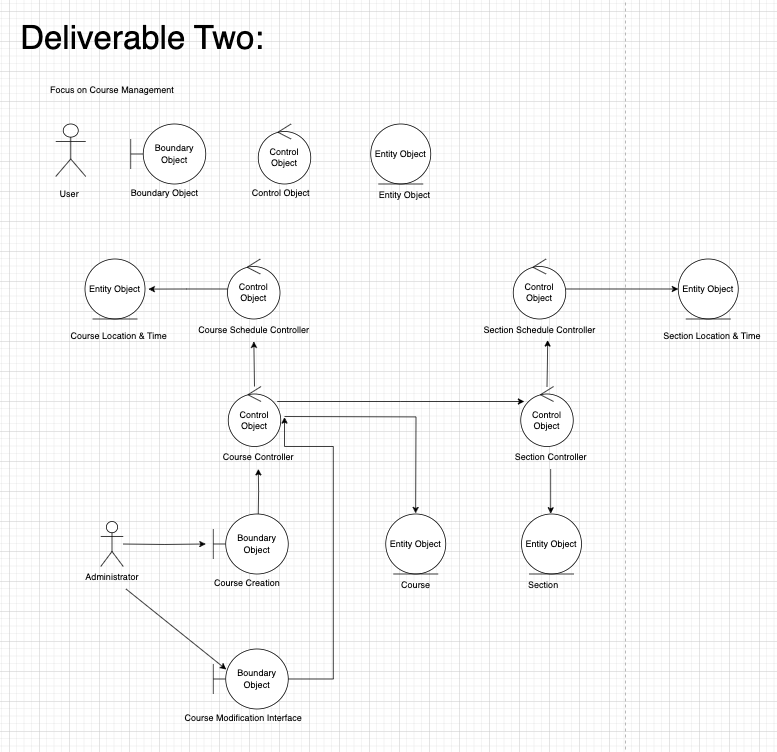 Deliverable Two:
Focus on Course Management
Boundary
Object
Control
Object
Entity Object
User
Boundary Object
Control Object
Entity Object
Entity Object
Control
Object
Control
Object
Entity Object
Course Location & Time
Course Schedule Controller
Section Schedule Controller
Section Location & Time
Control
Object
Control
Object
Course Controller
Section Controller
Boundary
Object
Entity Object
Entity Object
Administrator
Course Creation
Course
Section
Boundary
Object
Course Modification Interface